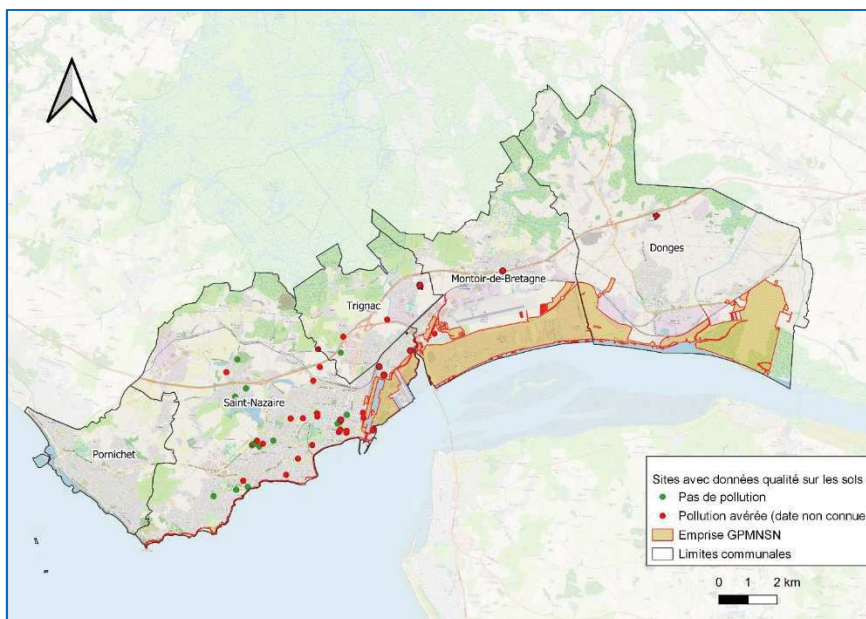 Donges
Montoir-de-Bretagne
Trignac
Saint-Nazaire
Pornichet
Sites avec données qualité sur les sols
Pas de pollution
Pollution avérée (date non connue
Emprise GPMNSN
Limites communales
0 1 2 km